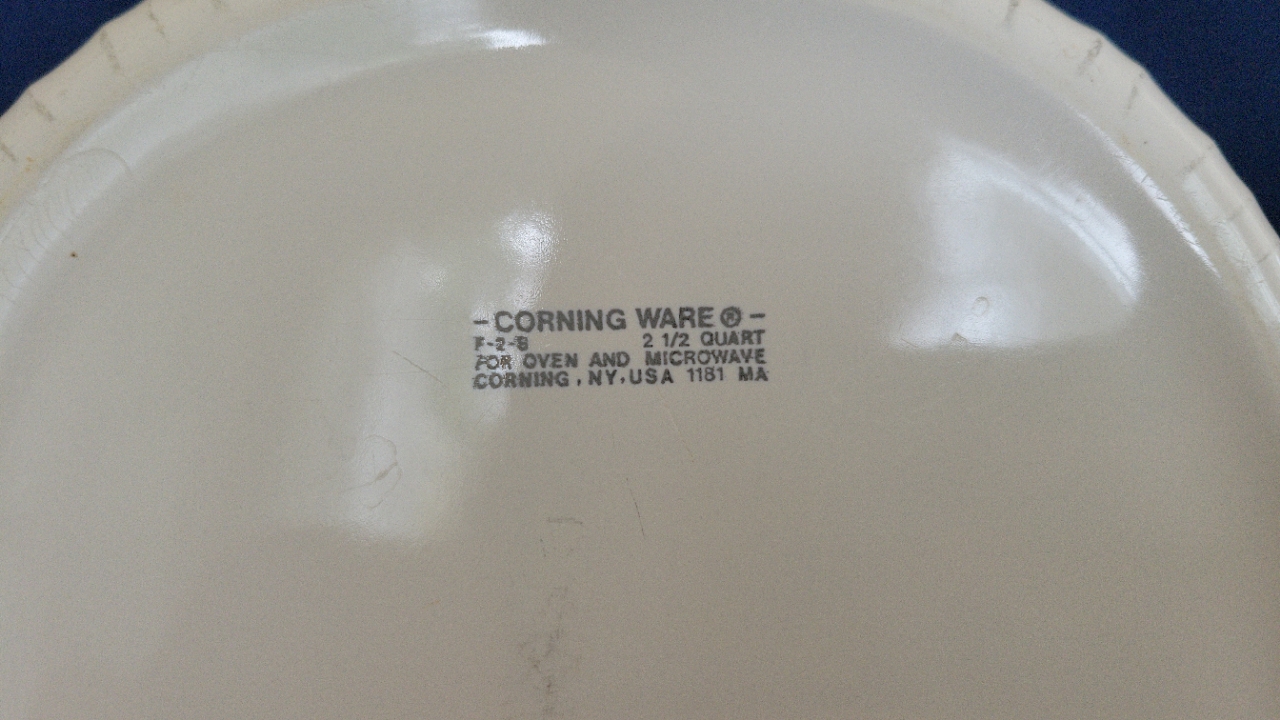 - CORNING WARE ® -
F-2-B 2 1/2 QUART
FOR OVEN AND MICROWAVE
CORNING, NY, USA 1181 MA